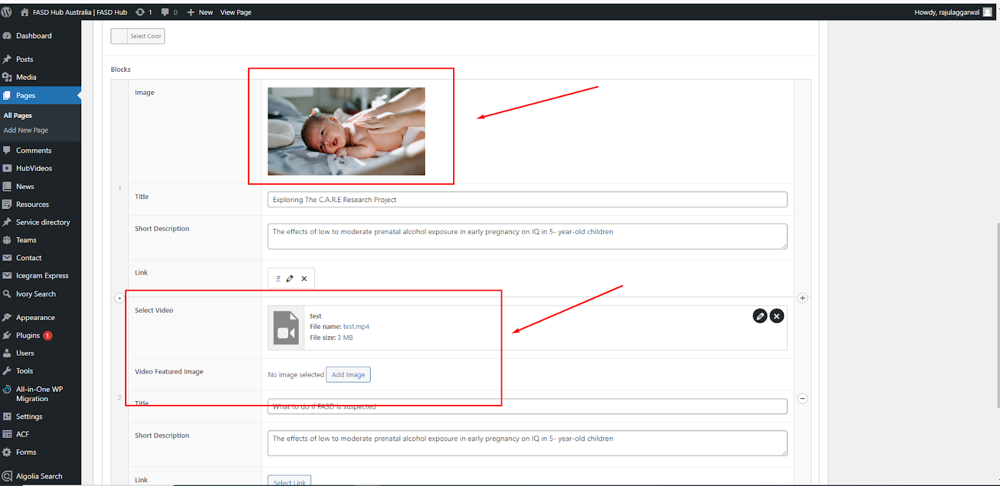 FASD Hub Australia | FASD Hub 1 0 New View Page Howdy, rajulaggarwal
Dashboard
Posts
Media
Pages
All Pages
Add New Page
Comments
HubVideos
News
Resources
Service directory
Teams
Contact
Icegram Express
Ivory Search
Appearance
Plugins 1
Users
Tools
All-in-One WP
Migration
Settings
ACF
Forms
Algolia Search
Select Color
Blocks
1
Image
Title
Exploring The C.A.R.E Research Project
Short Description
The effects of low to moderate prenatal alcohol exposure in early pregnancy on IQ in 5- year-old children
Link
#
2
Select Video
test
File name: test.mp4
File size: 3 MB
Video Featured Image
No image selected Add Image
Title
What to do if FASD is suspected
Short Description
The effects of low to moderate prenatal alcohol exposure in early pregnancy on IQ in 5- year-old children
Link
Select Link